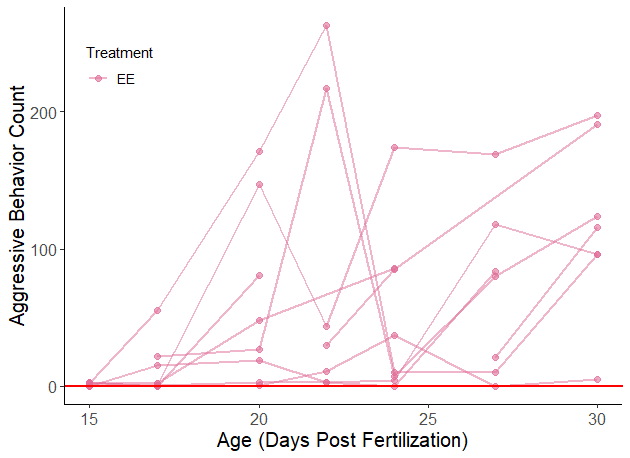 Treatment
EE
Aggressive Behavior Count
200
100
0
15 20 25 30
Age (Days Post Fertilization)